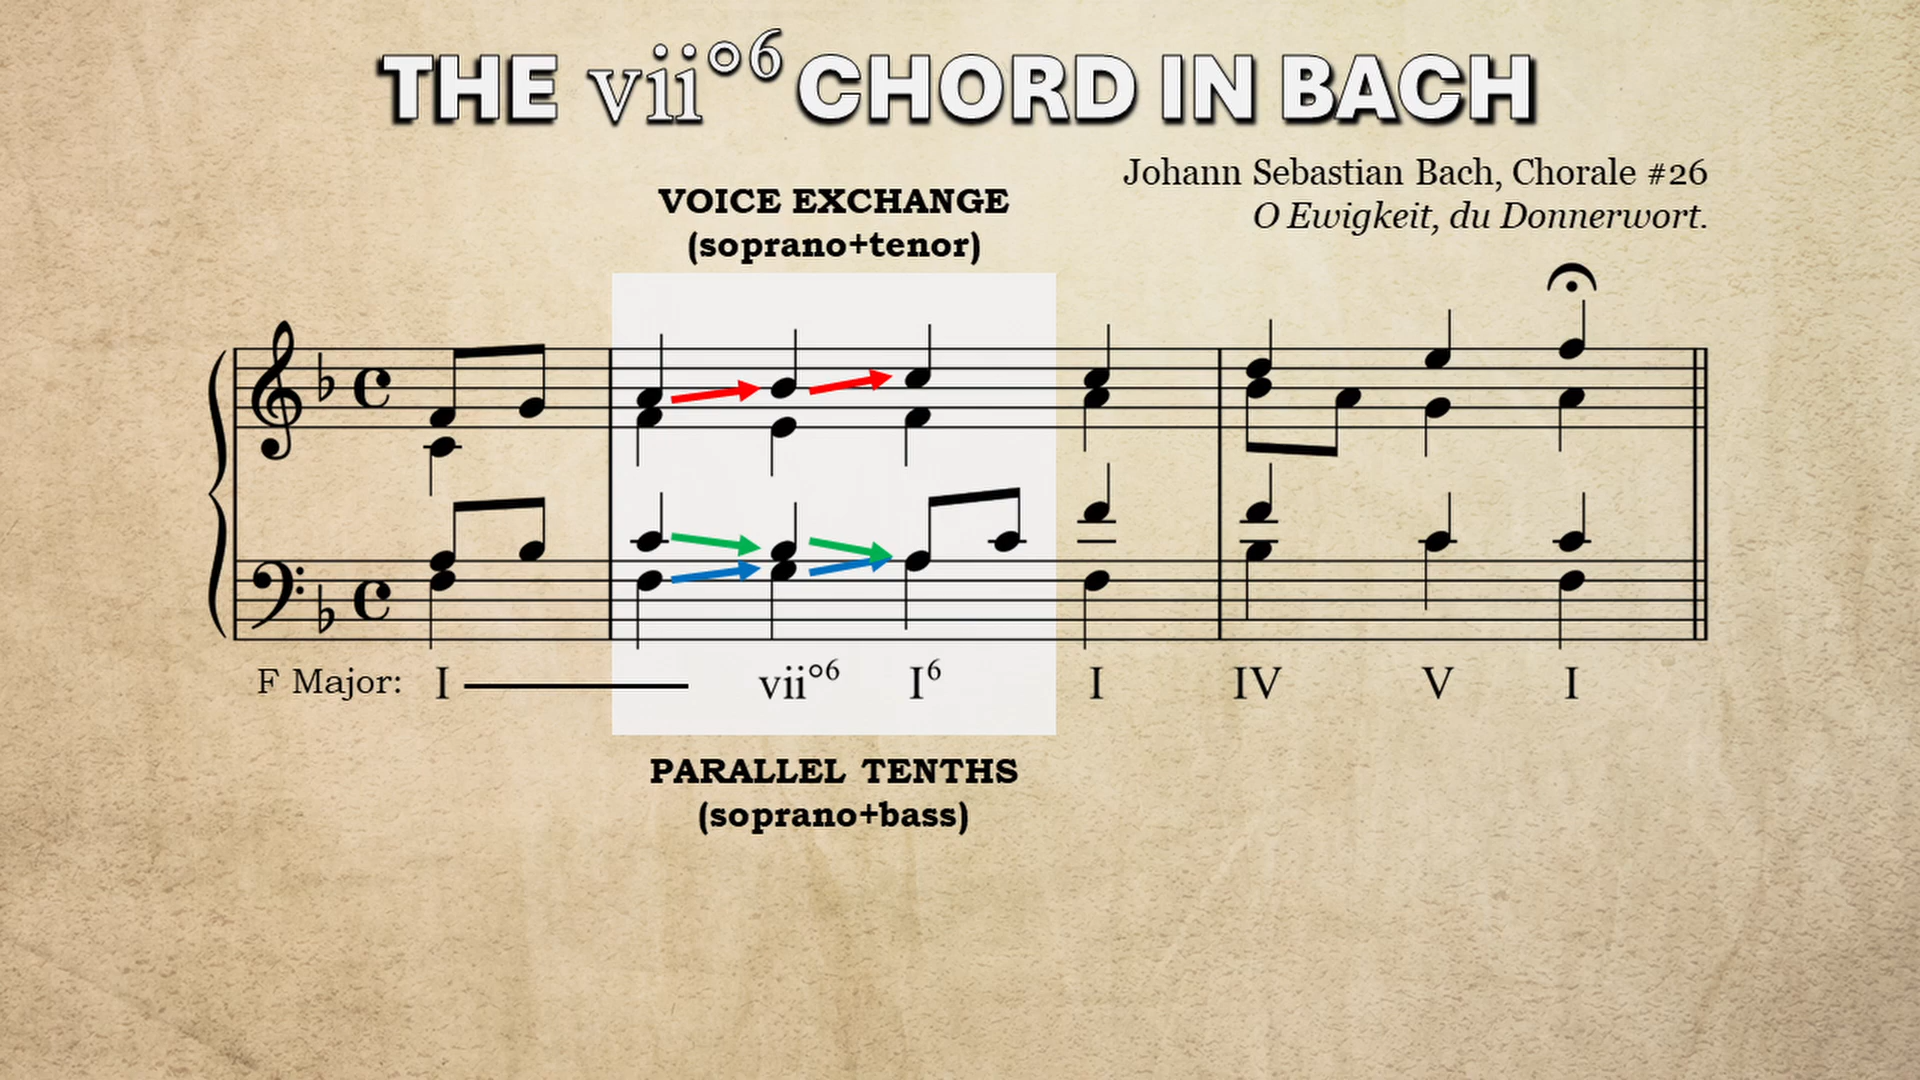 THE vii°⁶ CHORD IN BACH
Johann Sebastian Bach, Chorale #26
O Ewigkeit, du Donnerwort.
VOICE EXCHANGE
(soprano+tenor)
F Major: I vii°⁶ I⁶ I IV V I
PARALLEL TENTHS
(soprano+bass)